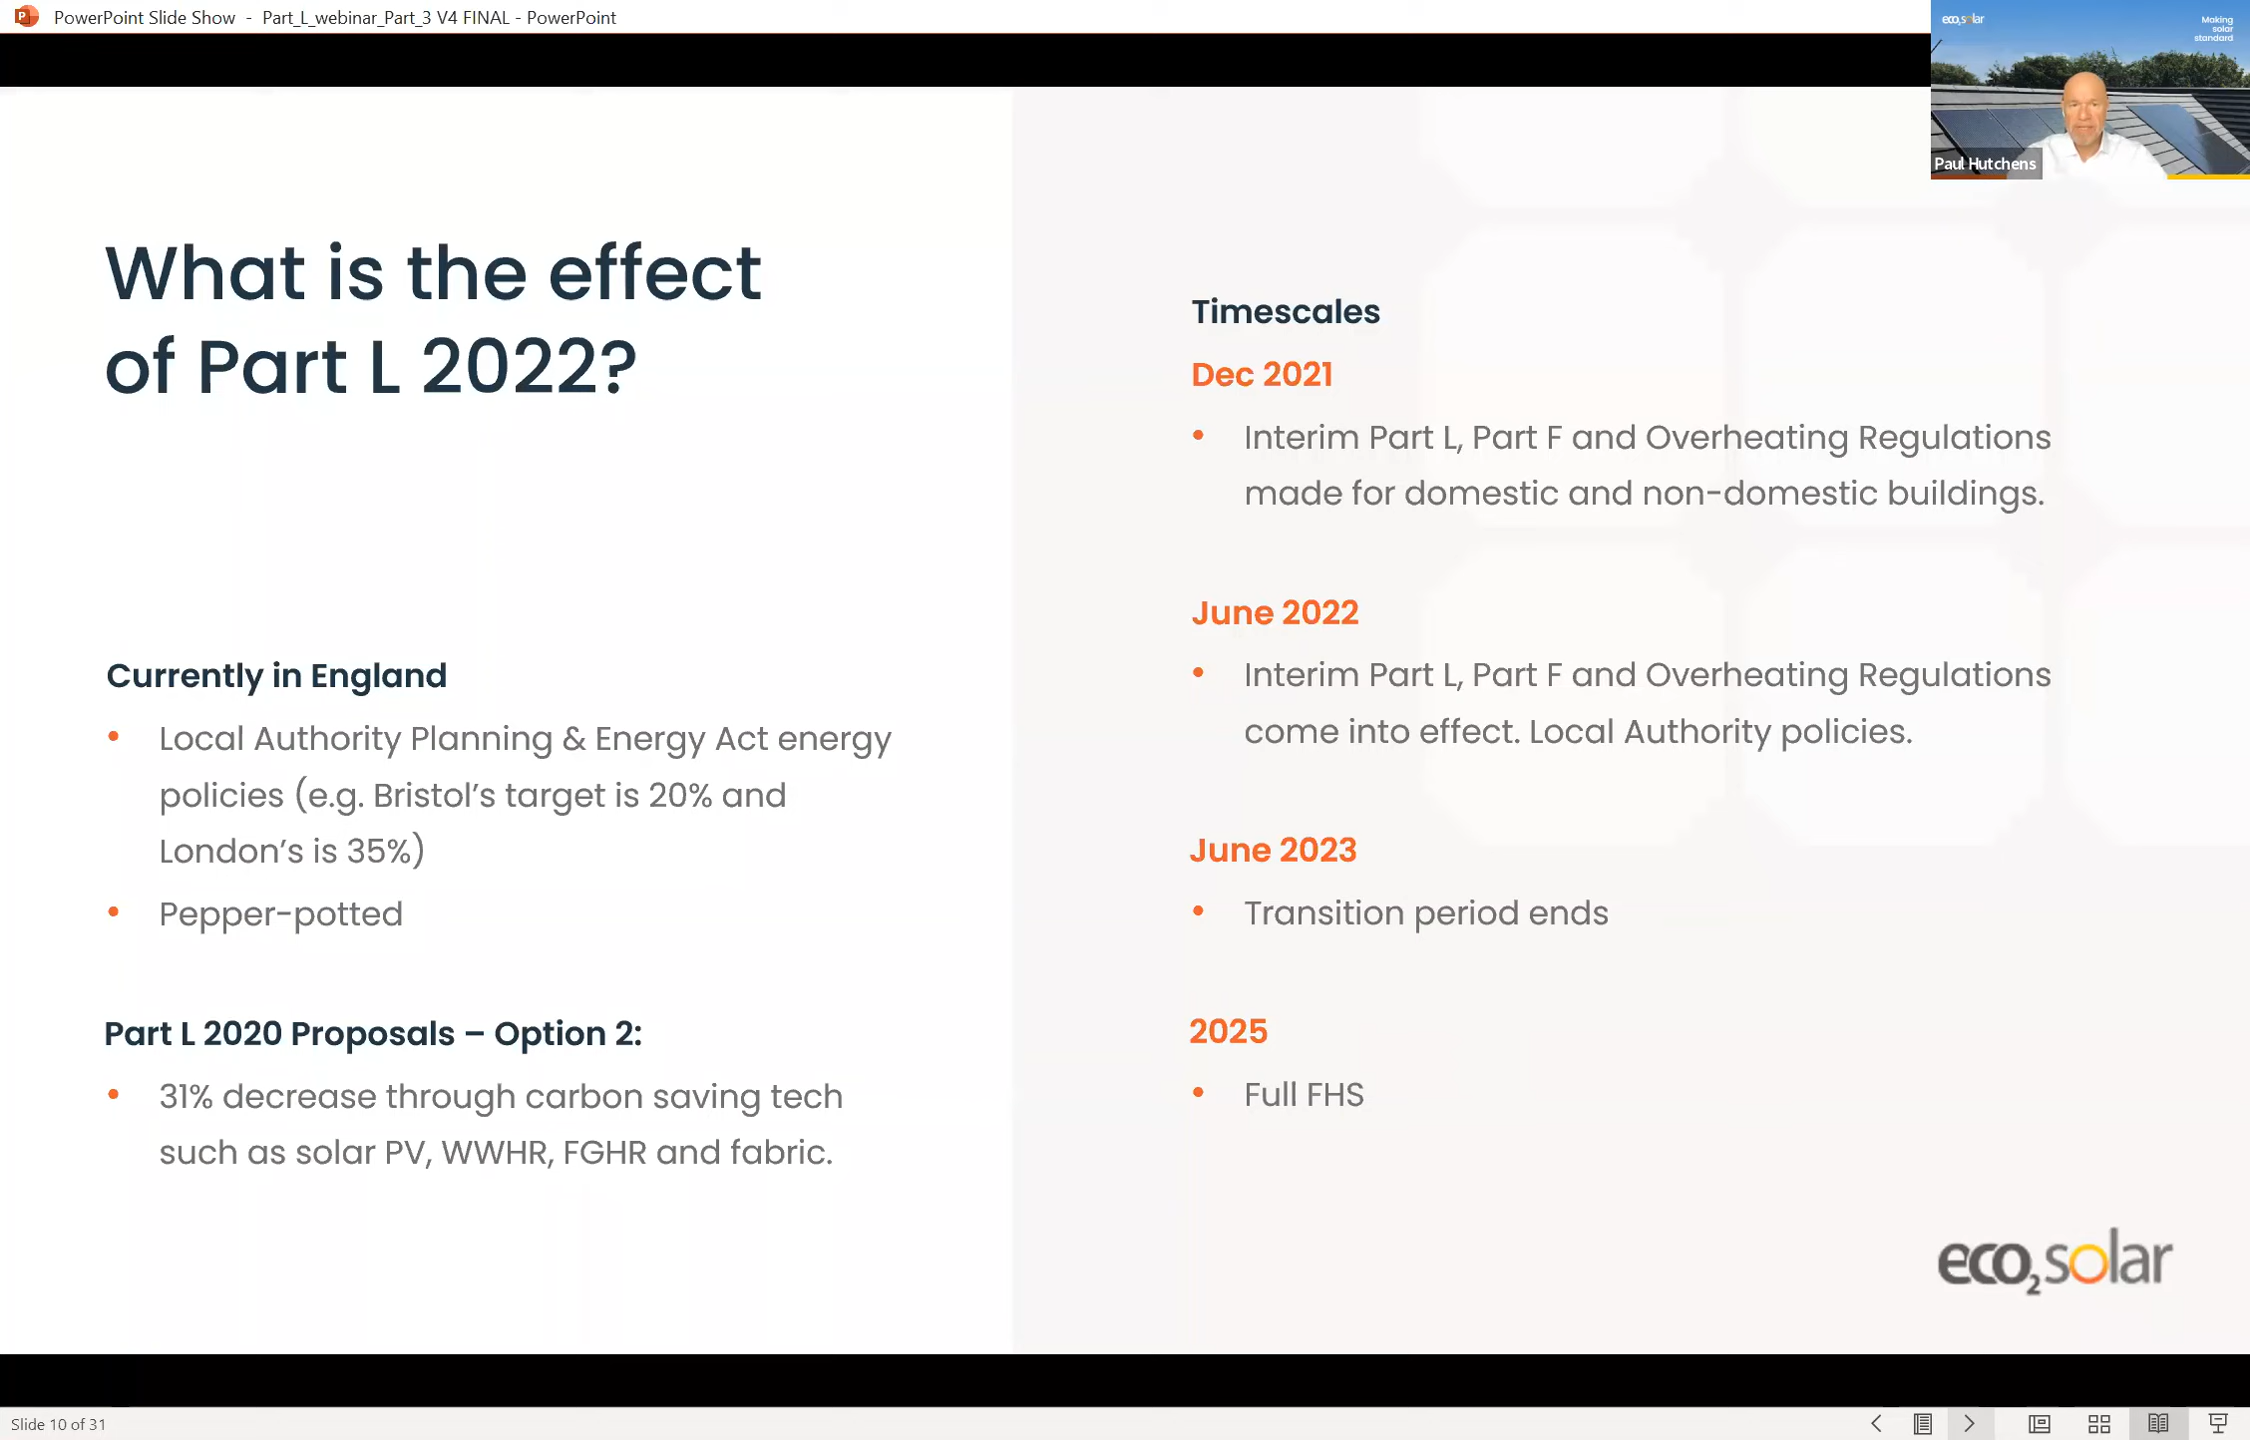 PowerPoint Slide Show - Part_L_webinar_Part_3 V4 FINAL - PowerPoint
eco2solar
Making
solar
standard
Paul Hutchens
What is the effect
of Part L 2022?
Currently in England
• Local Authority Planning & Energy Act energy
policies (e.g. Bristol's target is 20% and
London's is 35%)
• Pepper-potted
Part L 2020 Proposals – Option 2:
• 31% decrease through carbon saving tech
such as solar PV, WWHR, FGHR and fabric.
Timescales
Dec 2021
• Interim Part L, Part F and Overheating Regulations
made for domestic and non-domestic buildings.
June 2022
• Interim Part L, Part F and Overheating Regulations
come into effect. Local Authority policies.
June 2023
• Transition period ends
2025
• Full FHS
eco2solar
Slide 10 of 31